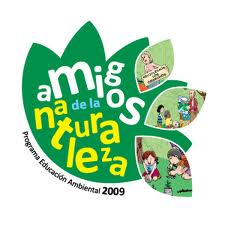 amigos
de la
naturaleza
Programa Educación Ambiental 2009